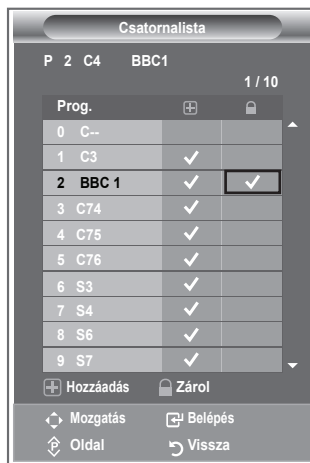 Csatornalista
P 2 C4 BBC1
1 / 10
Prog.
0 C--
1 C3
2 BBC 1
3 C74
4 C75
5 C76
6 S3
7 S4
8 S6
9 S7
Hozzáadás Zárol
Mozgatás Belépés
Oldal Vissza